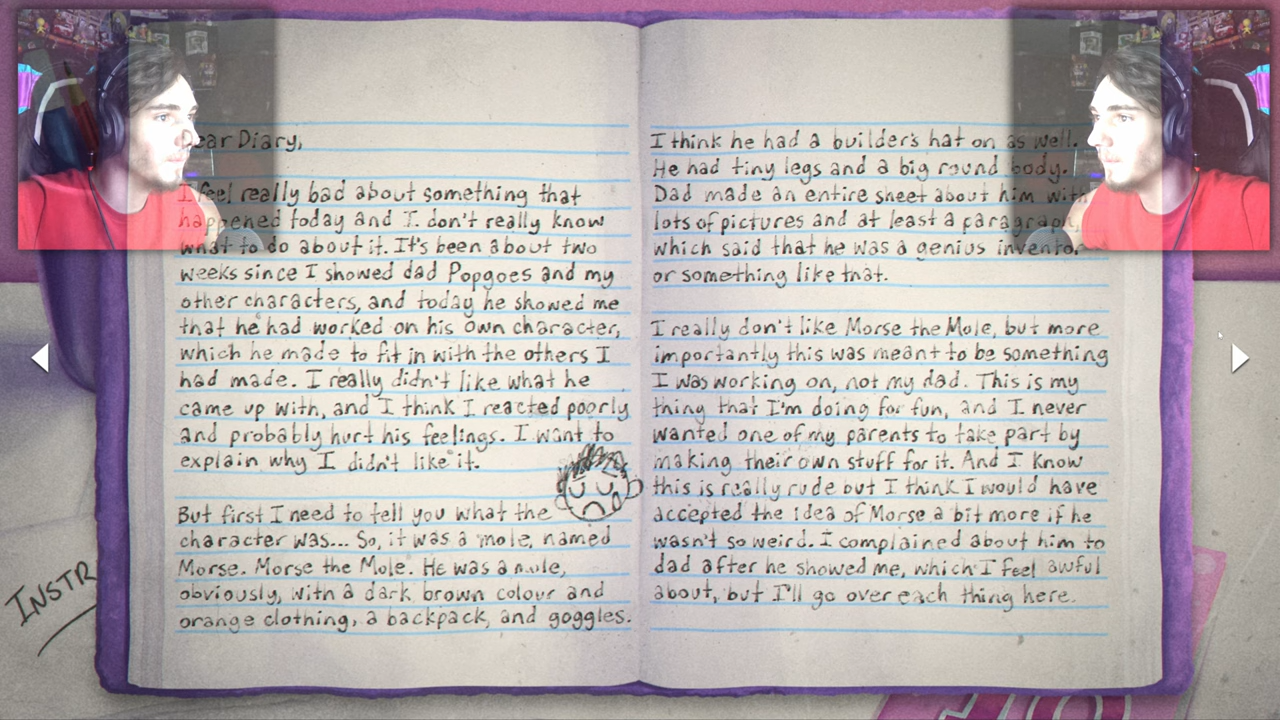 Dear Diary,
I feel really bad about something that
happened today and I don't really know
what to do about it. It's been about two
weeks since I showed dad Popgoes and my
other characters, and today he showed me
that he had worked on his own character,
which he made to fit in with the others I
had made. I really didn't like what he
came up with, and I think I reacted poorly
and probably hurt his feelings. I want to
explain why I didn't like it.
But first I need to tell you what the
character was... So, it was a mole, named
Morse. Morse the Mole. He was a mole,
obviously, with a dark brown colour and
orange clothing, a backpack, and goggles.
I think he had a builder's hat on as well.
He had tiny legs and a big round body.
Dad made an entire sheet about him with
lots of pictures and at least a paragraph,
which said that he was a genius inventor
or something like that.
I really don't like Morse the Mole, but more
importantly this was meant to be something
I was working on, not my dad. This is my
thing that I'm doing for fun, and I never
wanted one of my parents to take part by
making their own stuff for it. And I know
this is really rude but I think I would have
accepted the idea of Morse a bit more if he
wasn't so weird. I complained about him to
dad after he showed me, which I feel awful
about, but I'll go over each thing here.
INSTR